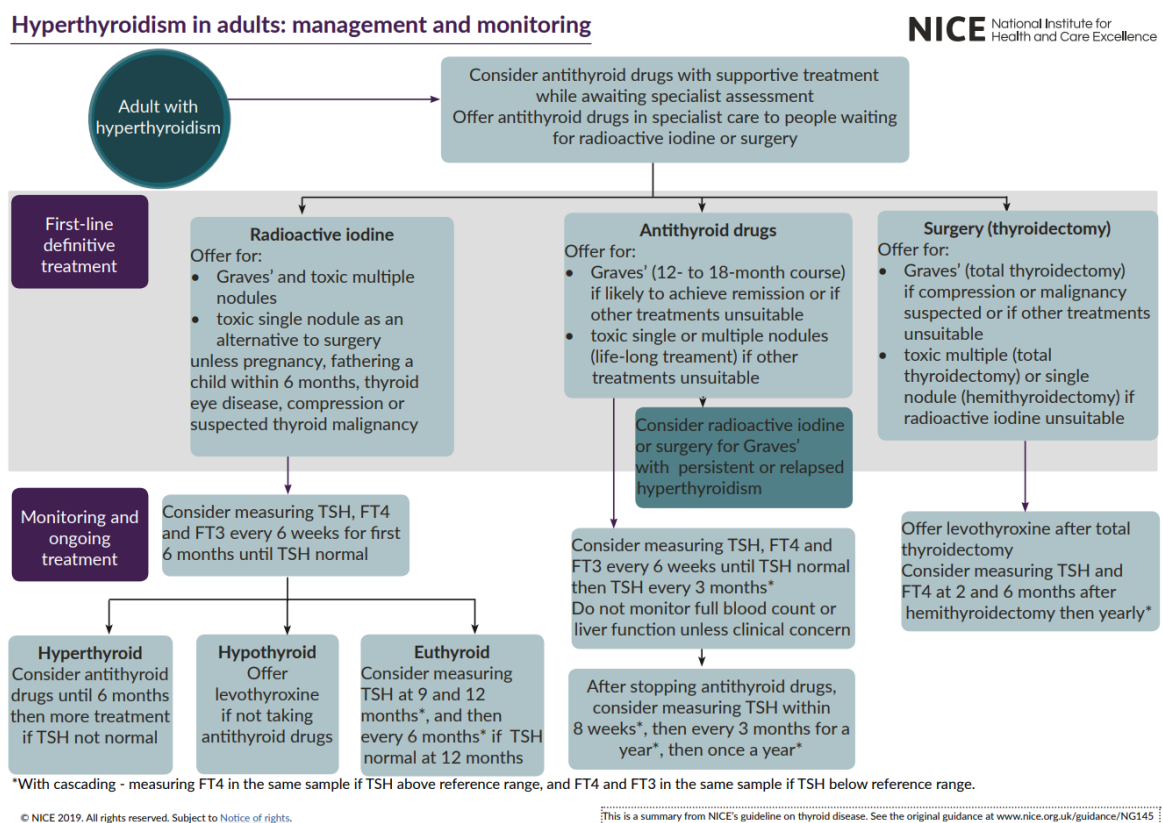 Hyperthyroidism in adults: management and monitoring
NICE National Institute for
Health and Care Excellence
Adult with
hyperthyroidism
Consider antithyroid drugs with supportive treatment
while awaiting specialist assessment
Offer antithyroid drugs in specialist care to people waiting
for radioactive iodine or surgery
First-line
definitive
treatment
Radioactive iodine
Offer for:
• Graves’ and toxic multiple
nodules
• toxic single nodule as an
alternative to surgery
unless pregnancy, fathering a
child within 6 months, thyroid
eye disease, compression or
suspected thyroid malignancy
Antithyroid drugs
Offer for:
• Graves’ (12- to 18-month course)
if likely to achieve remission or if
other treatments unsuitable
• toxic single or multiple nodules
(life-long treament) if other
treatments unsuitable
Surgery (thyroidectomy)
Offer for:
• Graves’ (total thyroidectomy)
if compression or malignancy
suspected or if other treatments
unsuitable
• toxic multiple (total
thyroidectomy) or single
nodule (hemithyroidectomy) if
radioactive iodine unsuitable
Consider radioactive iodine
or surgery for Graves’
with persistent or relapsed
hyperthyroidism
Monitoring and
ongoing
treatment
Consider measuring TSH, FT4
and FT3 every 6 weeks for first
6 months until TSH normal
Consider measuring TSH, FT4 and
FT3 every 6 weeks until TSH normal
then TSH every 3 months*
Do not monitor full blood count or
liver function unless clinical concern
Offer levothyroxine after total
thyroidectomy
Consider measuring TSH and
FT4 at 2 and 6 months after
hemithyroidectomy then yearly*
Hyperthyroid
Consider antithyroid
drugs until 6 months
then more treatment
if TSH not normal
Hypothyroid
Offer
levothyroxine
if not taking
antithyroid drugs
Euthyroid
Consider measuring
TSH at 9 and 12
months*, and then
every 6 months* if TSH
normal at 12 months
After stopping antithyroid drugs,
consider measuring TSH within
8 weeks*, then every 3 months for a
year*, then once a year*
*With cascading - measuring FT4 in the same sample if TSH above reference range, and FT4 and FT3 in the same sample if TSH below reference range.
© NICE 2019. All rights reserved. Subject to Notice of rights.
This is a summary from NICE’s guideline on thyroid disease. See the original guidance at www.nice.org.uk/guidance/NG145